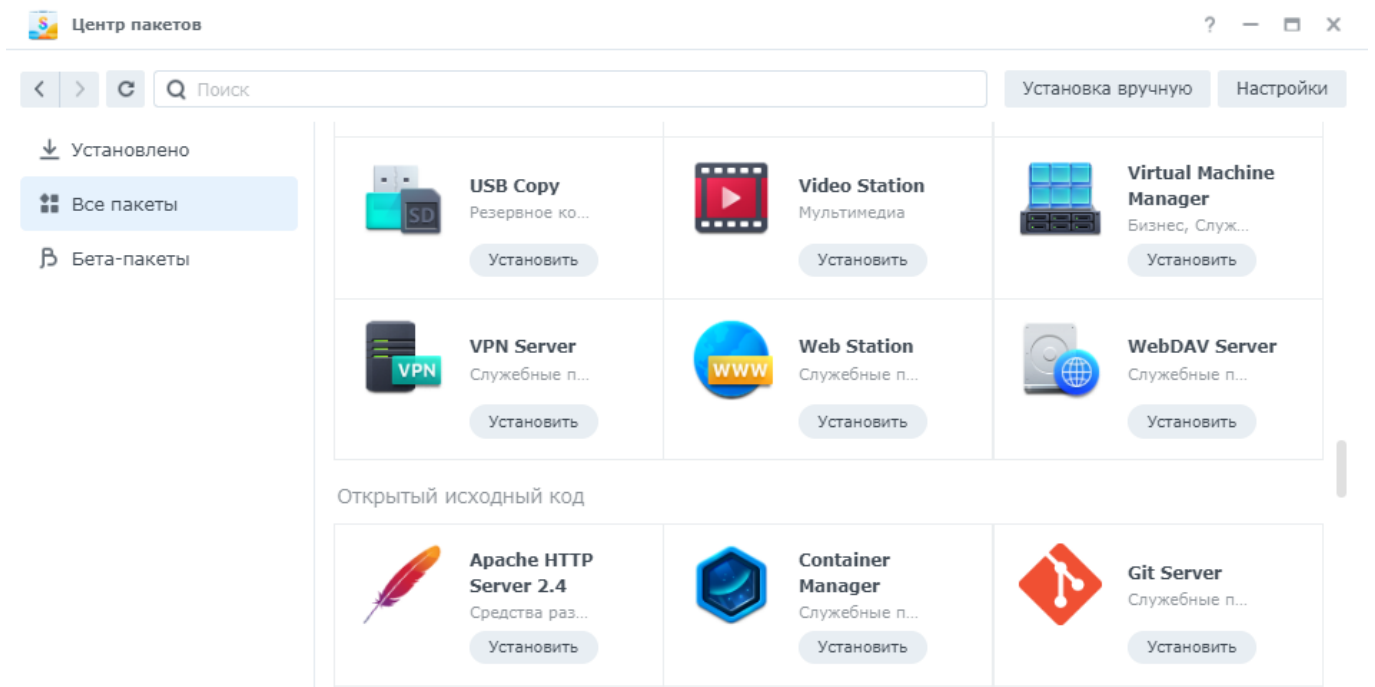 Центр пакетов
?
Поиск
Установка вручную
Настройки
Установлено
Все пакеты
Бета-пакеты
USB Copy
Резервное ко...
Установить
SD
Video Station
Мультимедиа
Установить
Virtual Machine
Manager
Бизнес, Служ...
Установить
VPN Server
Служебные п...
Установить
VPN
Web Station
Служебные п...
Установить
WWW
WebDAV Server
Служебные п...
Установить
Открытый исходный код
Apache HTTP
Server 2.4
Средства раз...
Установить
Container
Manager
Служебные п...
Установить
Git Server
Служебные п...
Установить